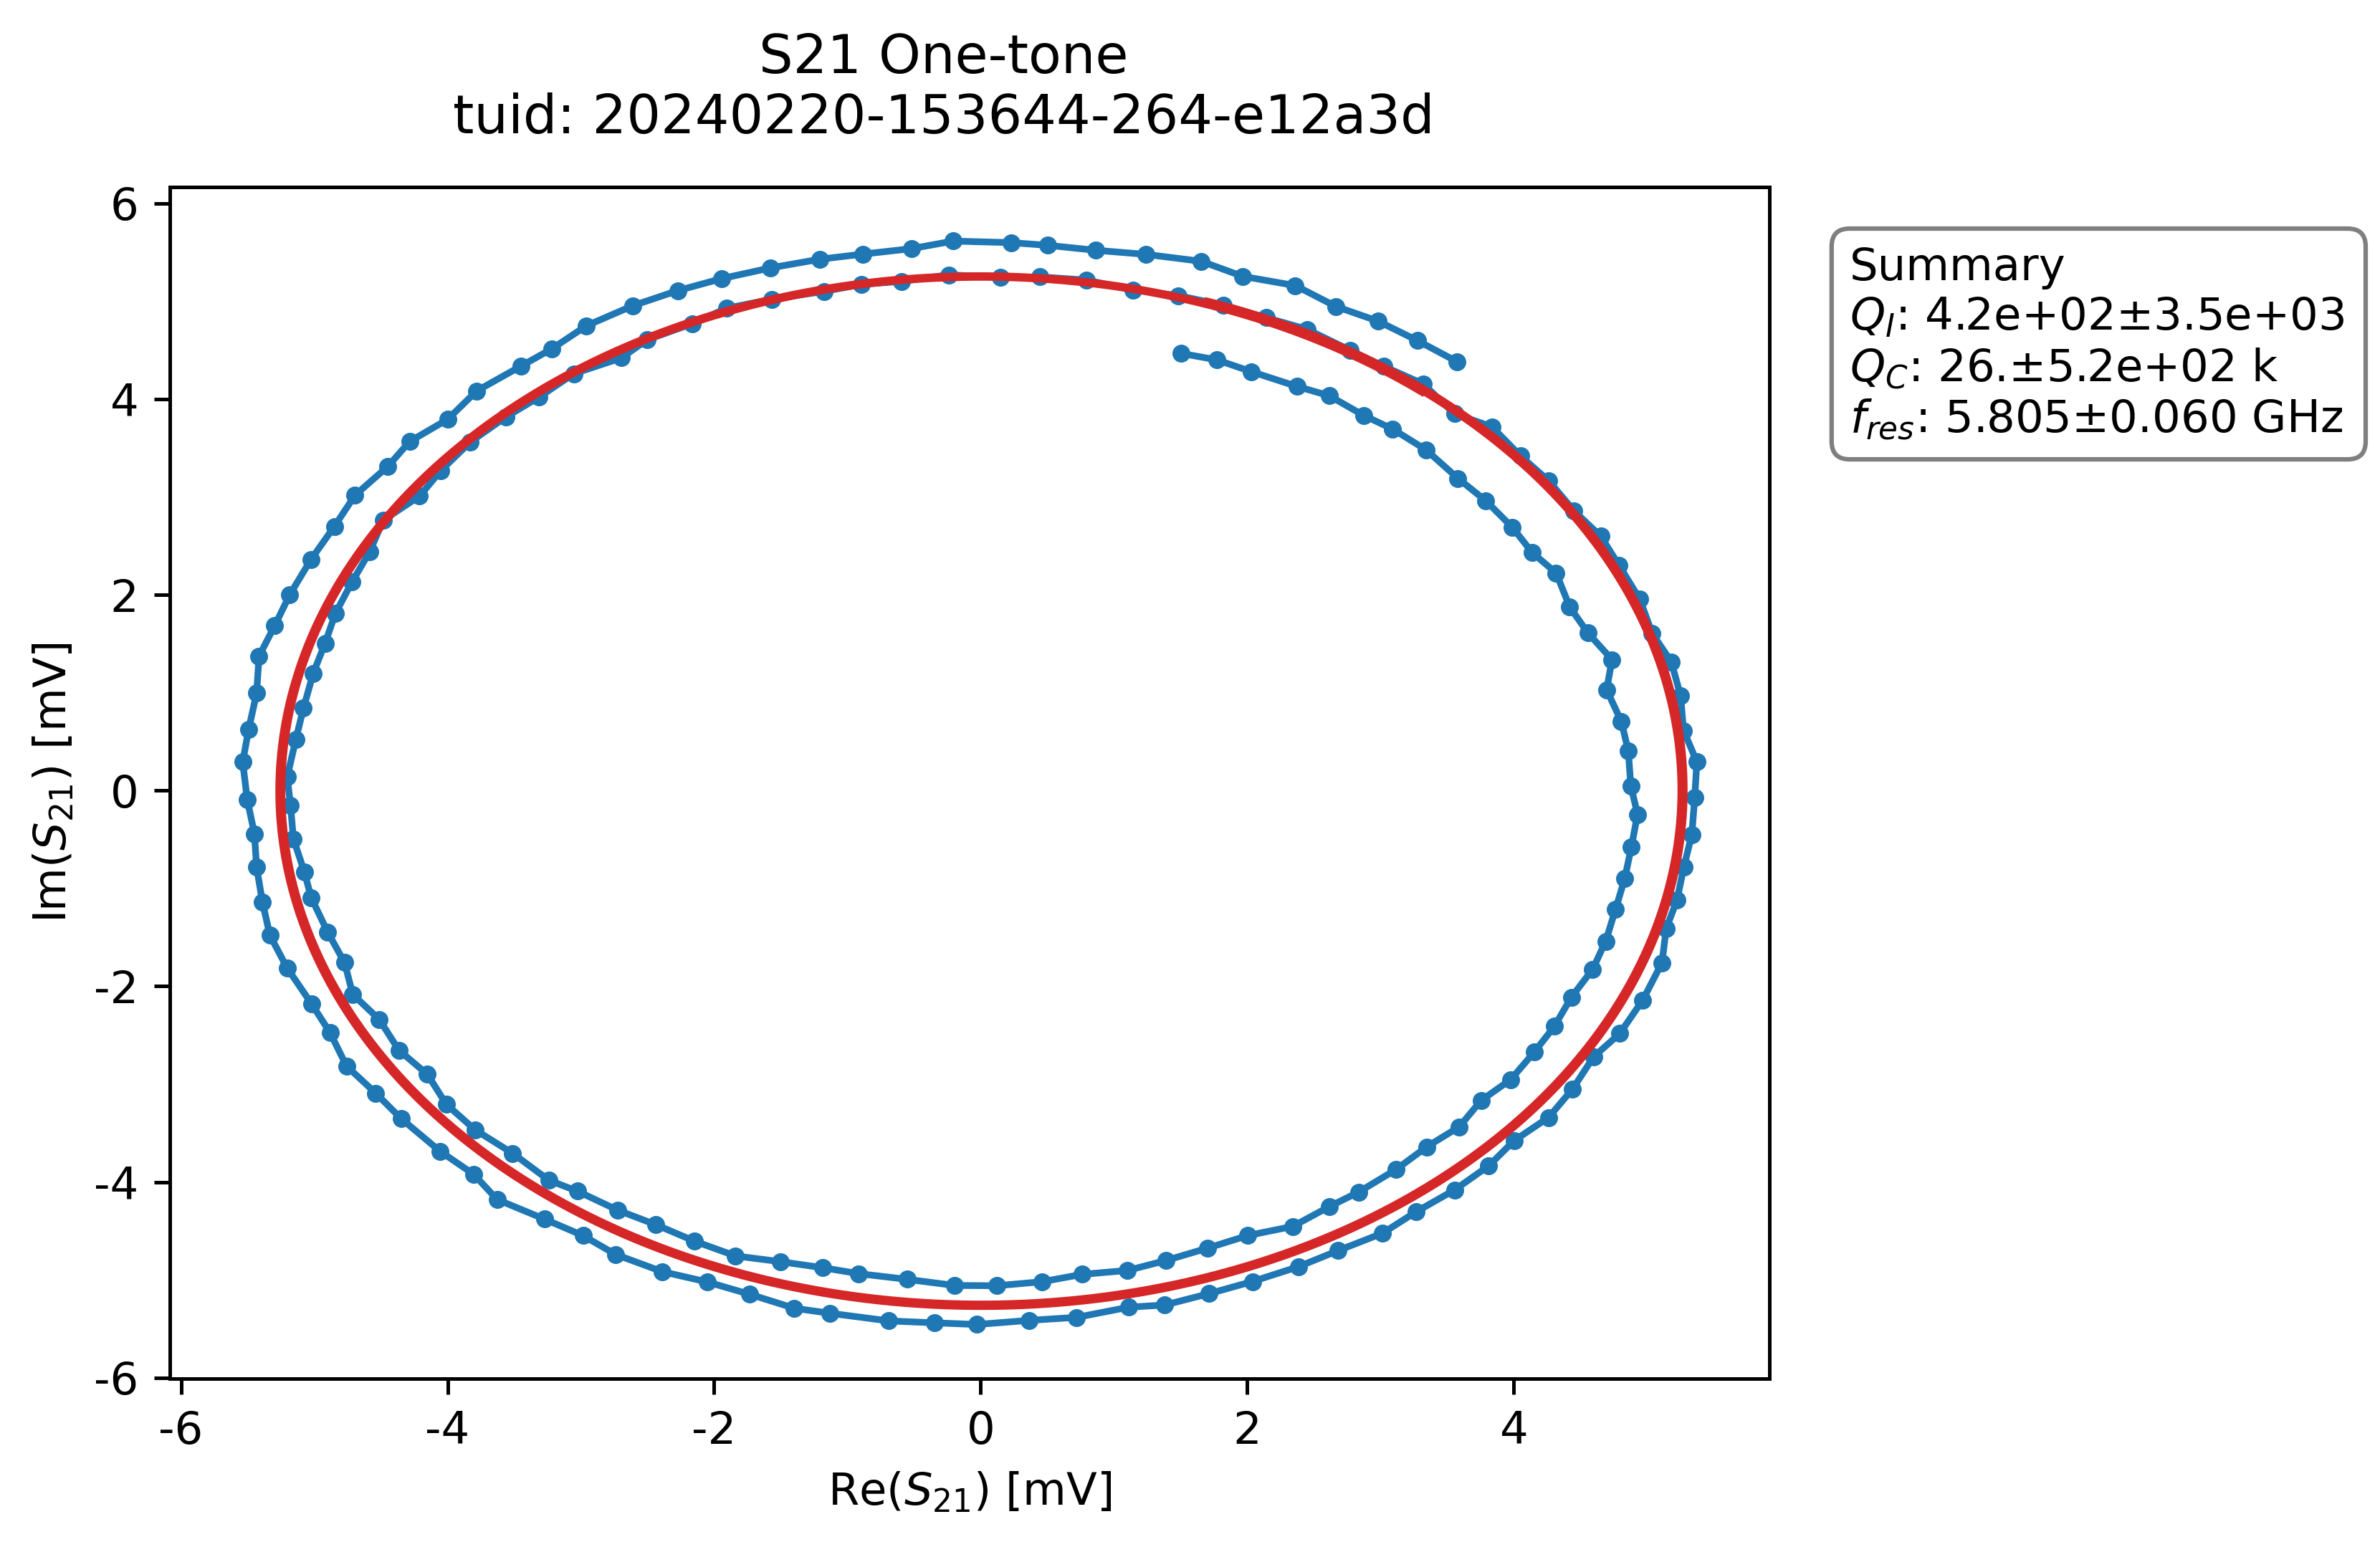 S21 One-tone
tuid: 20240220-153644-264-e12a3d
6
4
2
0
-2
-4
-6
Im(S21) [mV]
-6
-4
-2
0
2
4
Re(S21) [mV]
Summary
Ql: 4.2e+02±3.5e+03
QC: 26.±5.2e+02 k
fres: 5.805±0.060 GHz